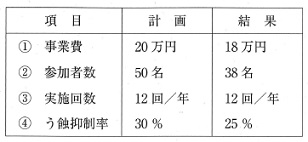 項目 計画 結果
① 事業費 20万円 18万円
② 参加者数 50名 38名
③ 実施回数 12回／年 12回／年
④ う蝕抑制率 30％ 25％